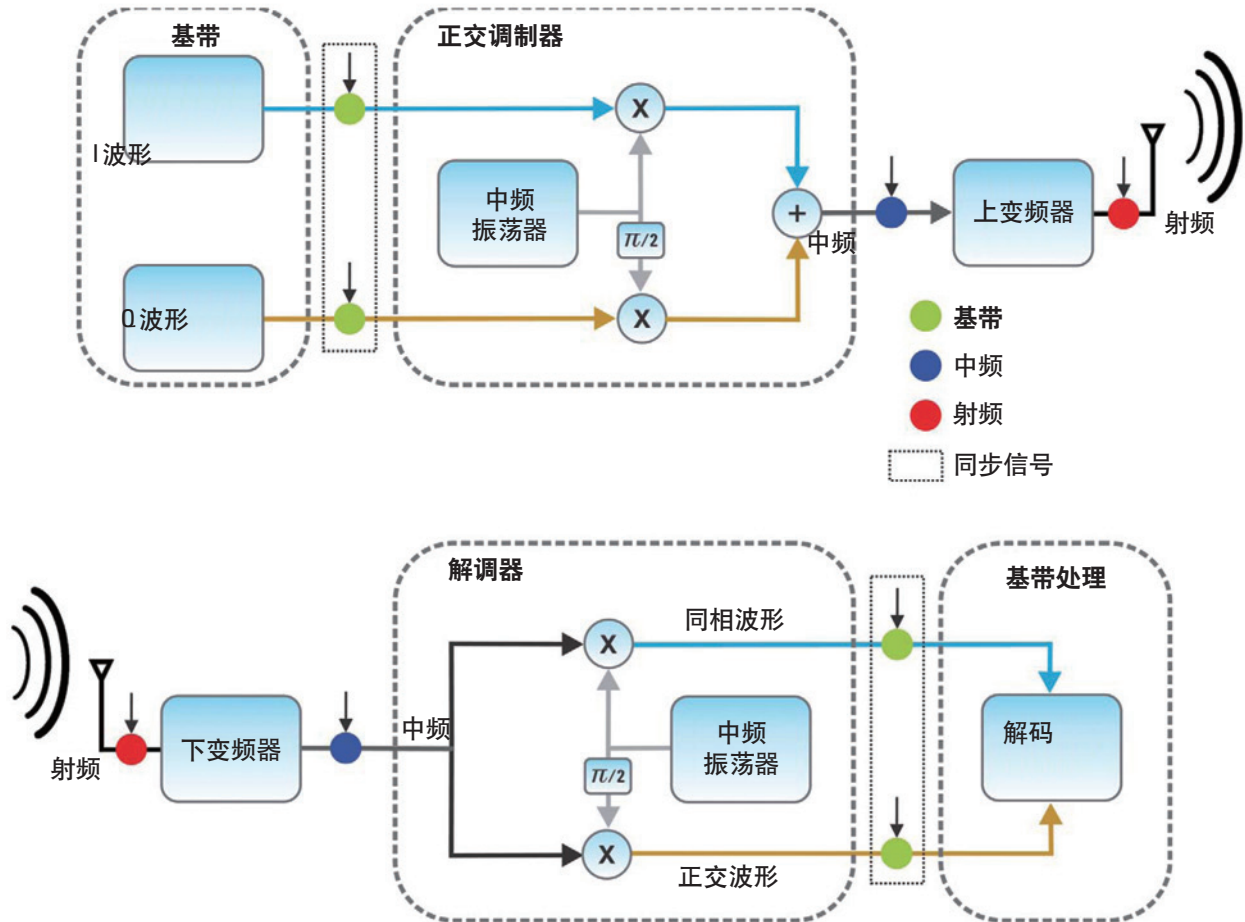 基带
正交调制器
I波形
X
中频
振荡器
π/2
+
中频
上变频器
射频
Q波形
X
基带
中频
射频
同步信号
解调器
基带处理
同相波形
X
射频
下变频器
中频
中频
振荡器
π/2
解码
X
正交波形